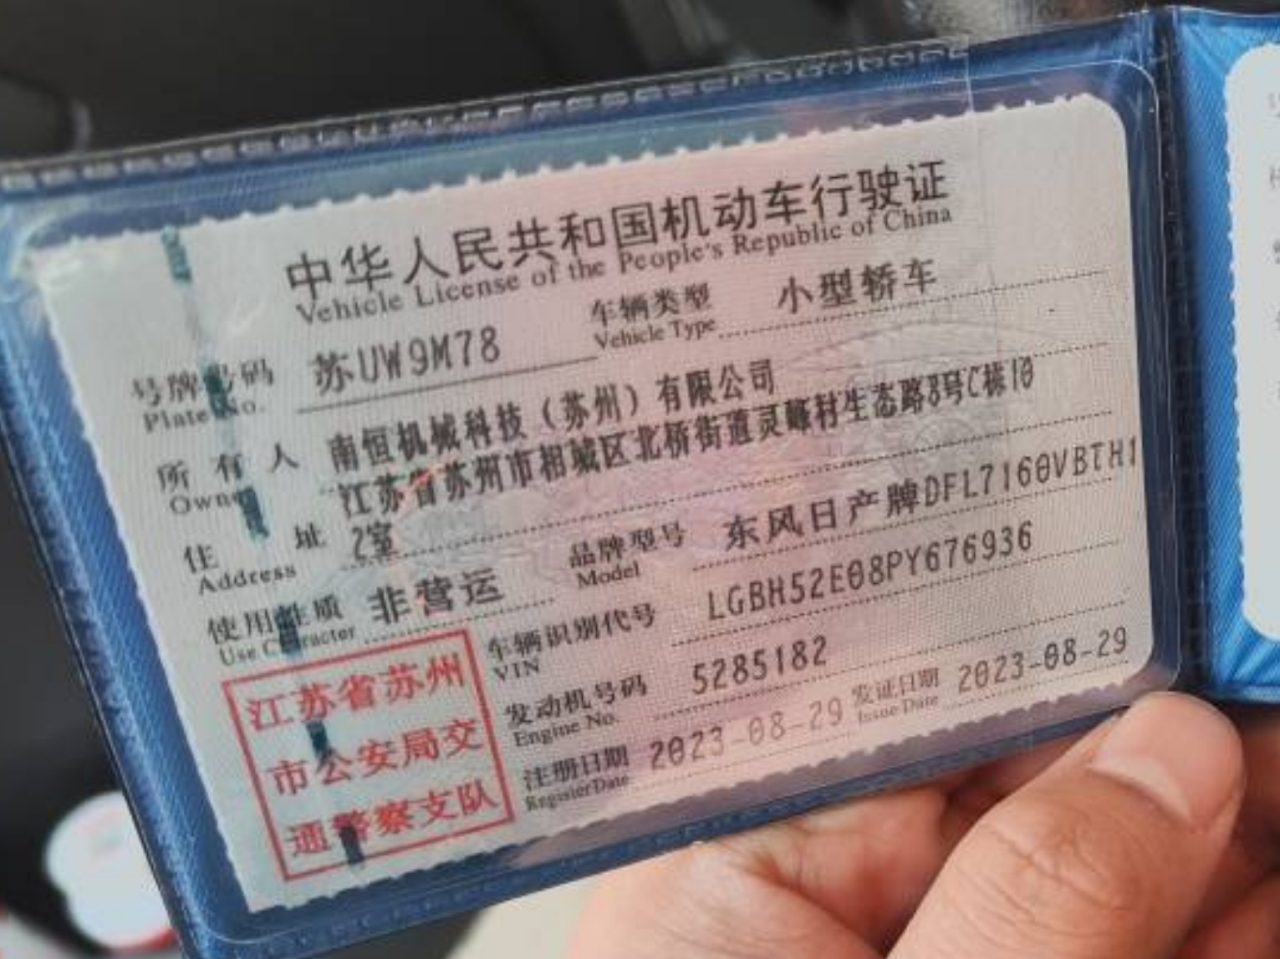 中华人民共和国机动车行驶证
Vehicle License of the People's Republic of China
号牌号码 苏UW9M78 车辆类型 小型轿车
Plate No. Vehicle Type
所有人 南恒机械科技（苏州）有限公司
Owner
江苏省苏州市相城区北桥街道灵峰村生态路8号C栋10
住址 2室
Address
品牌型号 东风日产牌DFL7160VBTH1
Model
使用性质 非营运
Use Character
车辆识别代号 LGBH52E08PY676936
VIN
发动机号码 5285182
Engine No.
注册日期 2023-08-29 发证日期 2023-08-29
Register Date Issue Date
江苏省苏州
市公安局交
通警察支队